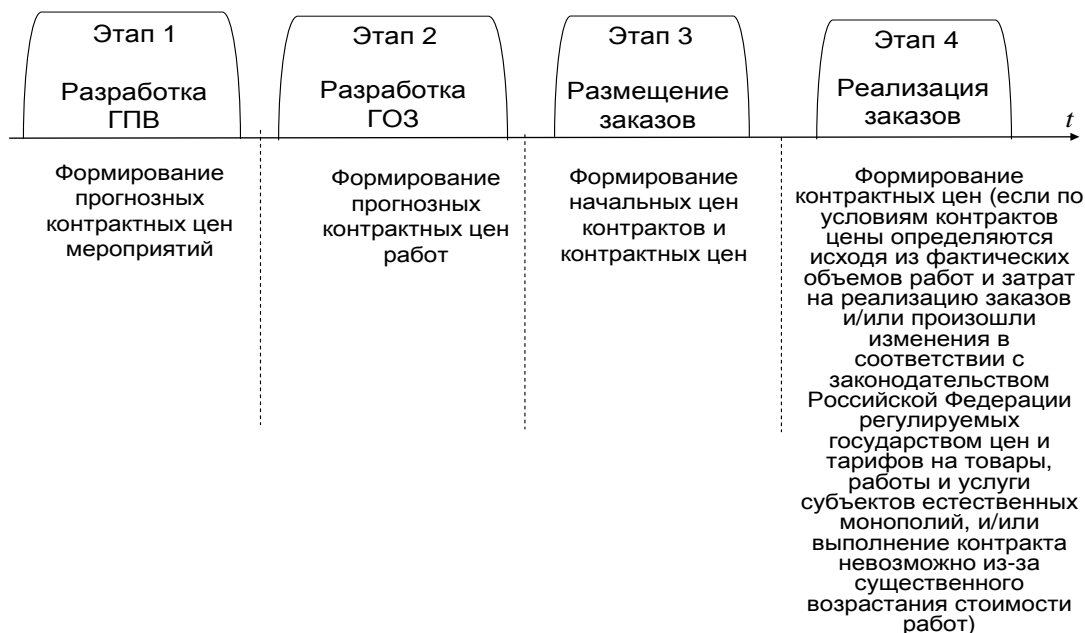 Этап 1
Разработка
ГПВ
Этап 2
Разработка
ГОЗ
Этап 3
Размещение
заказов
Этап 4
Реализация
заказов
t
Формирование
прогнозных
контрактных цен
мероприятий
Формирование
прогнозных
контрактных цен
работ
Формирование
начальных цен
контрактов и
контрактных цен
Формирование
контрактных цен (если по
условиям контрактов
цены определяются
исходя из фактических
объемов работ и затрат
на реализацию заказов
и/или произошли
изменения в
соответствии с
законодательством
Российской Федерации
регулируемых
государством цен и
тарифов на товары,
работы и услуги
субъектов естественных
монополий, и/или
выполнение контракта
невозможно из-за
существенного
возрастания стоимости
работ)